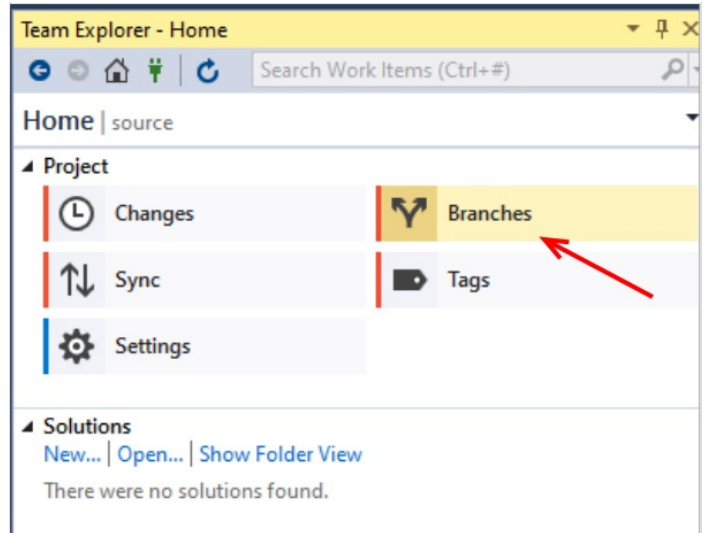 Team Explorer - Home
Search Work Items (Ctrl+#)
Home | source
Project
Changes
Branches
Sync
Tags
Settings
Solutions
New... | Open... | Show Folder View
There were no solutions found.